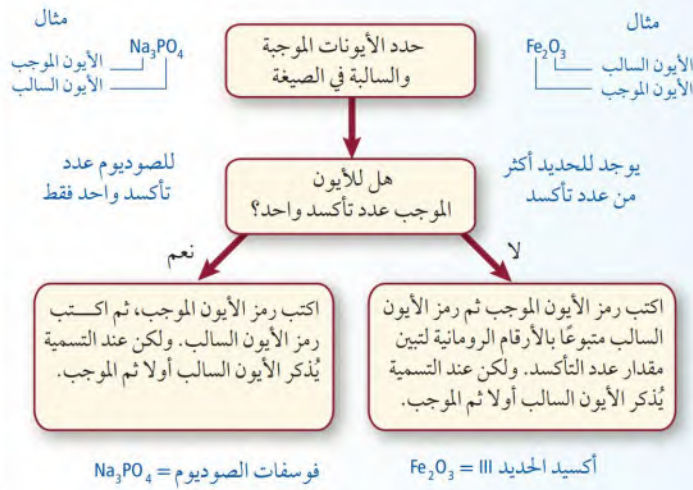 مثال
Fe2O3
الأيون السالب
الأيون الموجب
حدد الأيونات الموجبة
والسالبة في الصيغة
مثال
Na3PO4
الأيون الموجب
الأيون السالب
يوجد للحديد أكثر
من عدد تأكسد
هل للأيون
الموجب عدد تأكسد واحد؟
للصوديوم عدد
تأكسد واحد فقط
لا
نعم
اكتب رمز الأيون الموجب ثم رمز الأيون
السالب متبوعًا بالأرقام الرومانية لتبين
مقدار عدد التأكسد. ولكن عند التسمية
يُذكر الأيون السالب أولا ثم الموجب.
اكتب رمز الأيون الموجب، ثم اكــتب
رمز الأيون السالب. ولكن عند التسمية
يُذكر الأيون السالب أولا ثم الموجب.
أكسيد الحديد Fe2O3 = III
فوسفات الصوديوم = Na3PO4